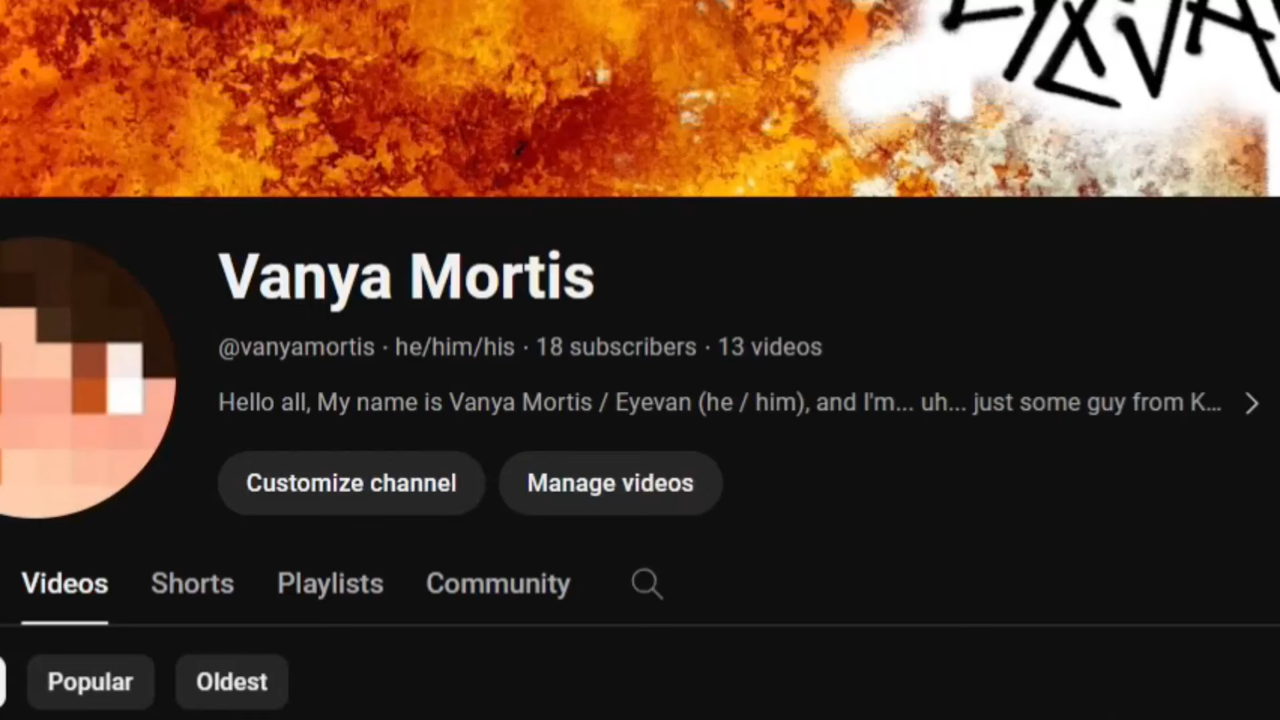 Vanya Mortis
@vanyamortis · he/him/his · 18 subscribers · 13 videos
Hello all, My name is Vanya Mortis / Eyevan (he / him), and I'm... uh... just some guy from K...
Customize channel Manage videos
Videos Shorts Playlists Community
Popular Oldest